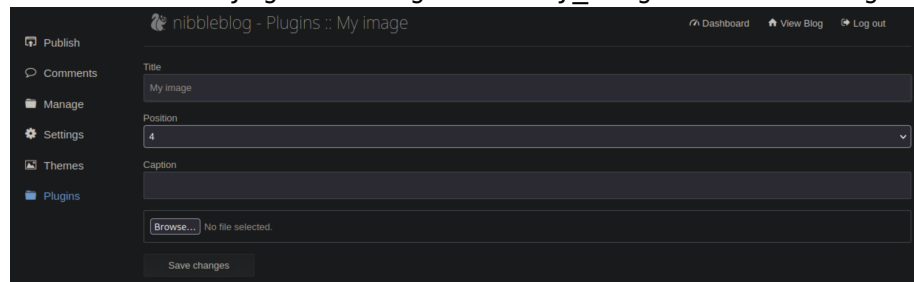 nibbleblog - Plugins :: My image
Dashboard View Blog Log out
Publish
Comments
Manage
Settings
Themes
Plugins
Title
My image
Position
4
Caption
Browse... No file selected.
Save changes